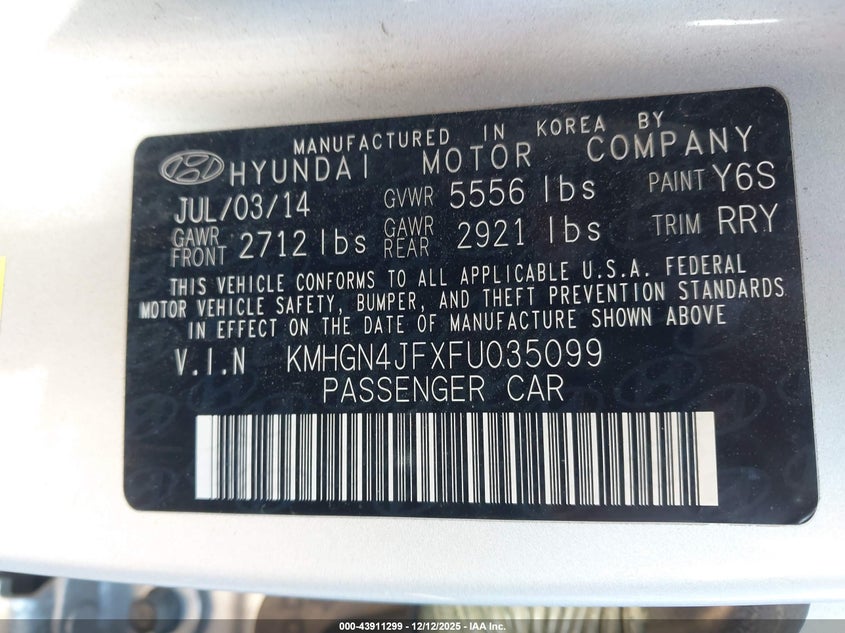 MANUFACTURED IN KOREA BY
HYUNDAI MOTOR COMPANY
JUL/03/14 GVWR 5556 lbs PAINT Y6S
GAWR FRONT 2712 lbs GAWR REAR 2921 lbs TRIM RRY
THIS VEHICLE CONFORMS TO ALL APPLICABLE U.S.A. FEDERAL
MOTOR VEHICLE SAFETY, BUMPER, AND THEFT PREVENTION STANDARDS
IN EFFECT ON THE DATE OF MANUFACTURE SHOWN ABOVE
V.I.N KMHGN4JFXFU035099
PASSENGER CAR
000-43911299 - 12/12/2025 - IAA Inc.